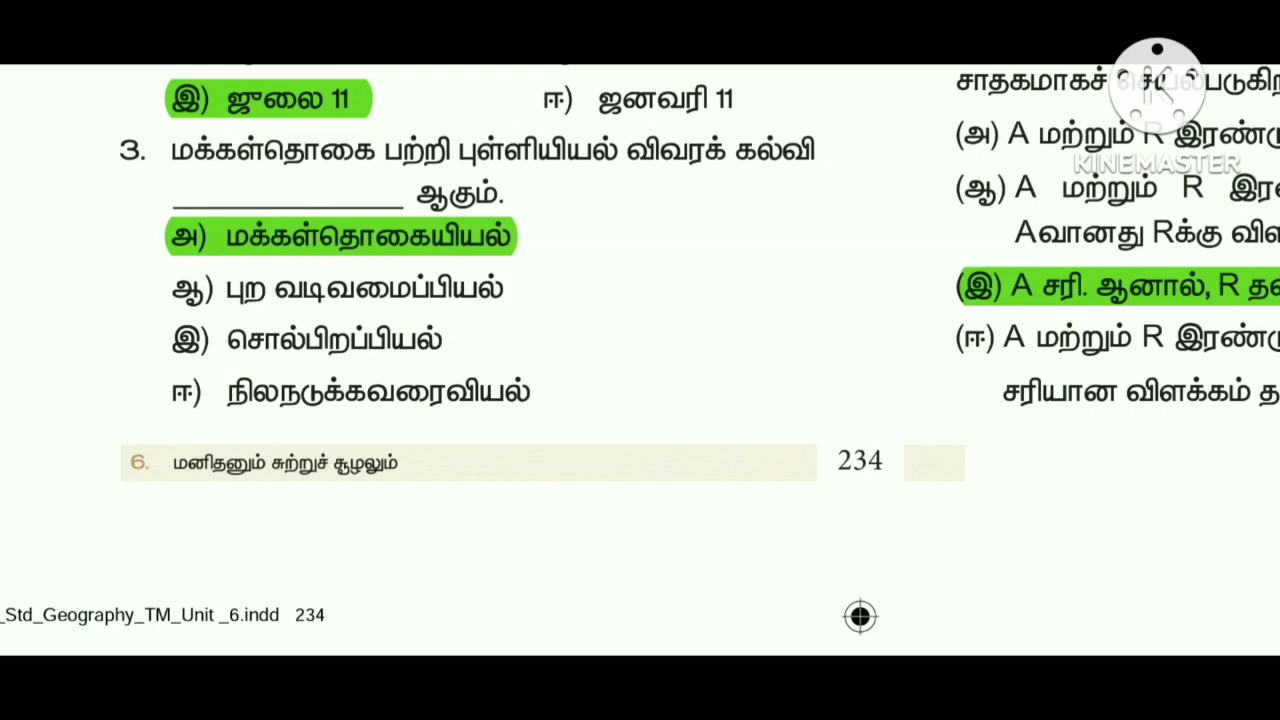 இ) ஜுலை 11 ஈ) ஜனவரி 11
3. மக்கள்தொகை பற்றி புள்ளியியல் விவரக் கல்வி
_______________ ஆகும்.
அ) மக்கள்தொகையியல்
ஆ) புற வடிவமைப்பியல்
இ) சொல்பிறப்பியல்
ஈ) நிலநடுக்கவரைவியல்
சாதகமாகச்
(அ) A மற்றும் R
(ஆ) A மற்றும் R
Aவானது Rக்கு
(இ) A சரி. ஆனால், R
(ஈ) A மற்றும் R
சரியான விளக்கம்
KINEMASTER
6. மனிதனும் சுற்றுச் சூழலும் 234
_Std_Geography_TM_Unit _6.indd 234